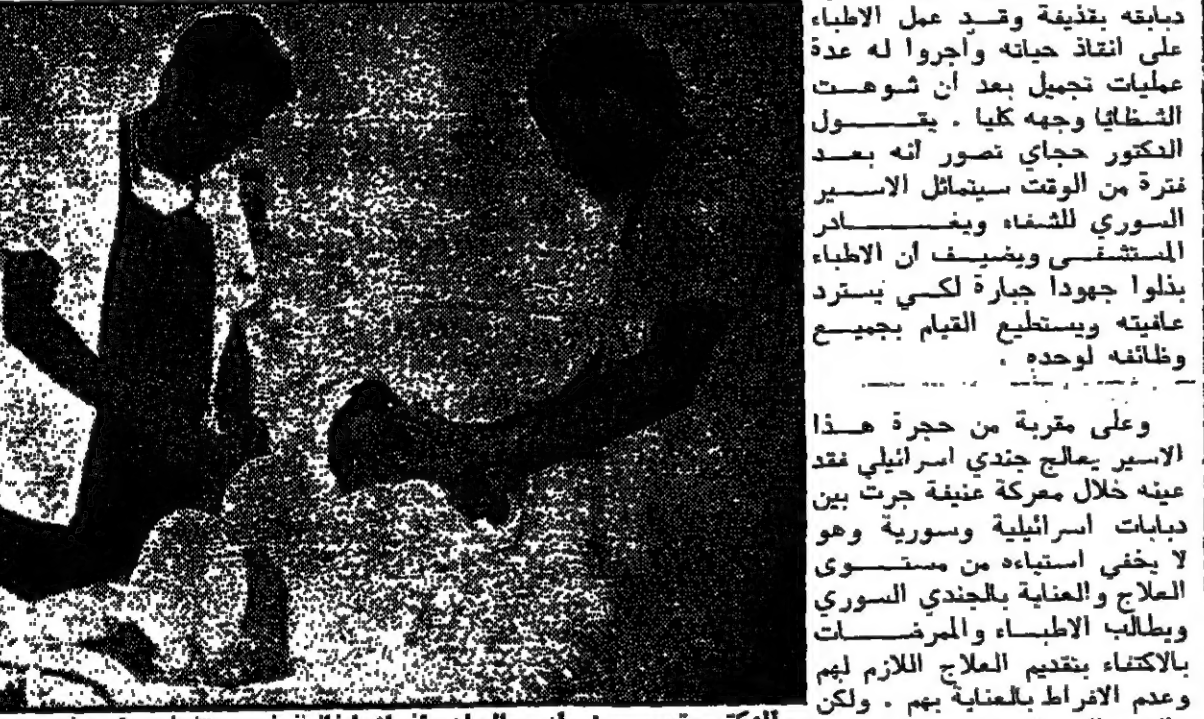 دبابته بقذيفة وقد عمل الاطباء
على انقاذ حياته وأجروا له عدة
عمليات تجميل بعد ان شوهت
الشظايا وجهه كليا . يقول
الدكتور حجاي تصور أنه بعد
فترة من الوقت سيتماثل الاسير
السوري للشفاء ويغادر
المستشفى ويضيف أن الاطباء
بذلوا جهودا جبارة لكي يسترد
عافيته ويستطيع القيام بجميع
وظائفه لوحده .
وعلى مقربة من حجرة هذا
الاسير يعالج جندي اسرائيلي فقد
عينه خلال معركة عنيفة جرت بين
دبابات اسرائيلية وسورية وهو
لا يخفي استياءه من مستوى
العلاج والعناية بالجندي السوري
ويطالب الاطباء والممرضات
بالاكتفاء بتقديم العلاج اللازم لهم
وعدم الافراط بالعناية بهم . ولكن